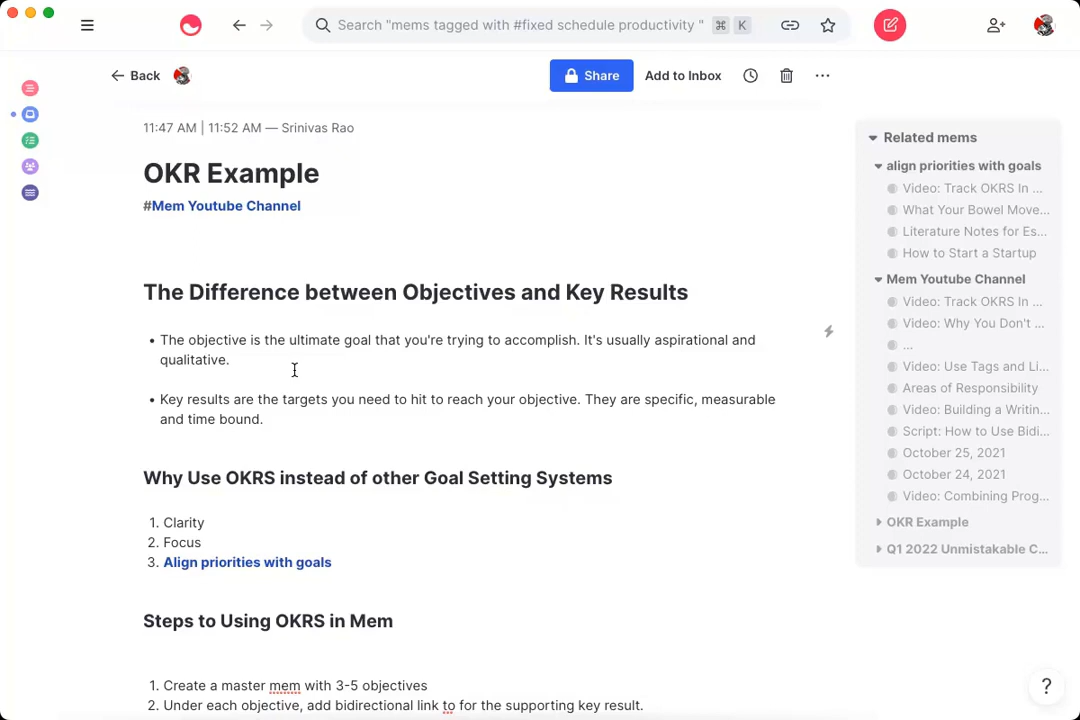 Search "mems tagged with #fixed schedule productivity " ⌘ K
Back
Share
Add to Inbox
11:47 AM | 11:52 AM — Srinivas Rao
OKR Example
#Mem Youtube Channel
The Difference between Objectives and Key Results
• The objective is the ultimate goal that you're trying to accomplish. It's usually aspirational and
qualitative.
• Key results are the targets you need to hit to reach your objective. They are specific, measurable
and time bound.
Why Use OKRS instead of other Goal Setting Systems
1. Clarity
2. Focus
3. Align priorities with goals
Steps to Using OKRS in Mem
1. Create a master mem with 3-5 objectives
2. Under each objective, add bidirectional link to for the supporting key result.
Related mems
align priorities with goals
Video: Track OKRS In ...
What Your Bowel Move...
Literature Notes for Es...
How to Start a Startup
Mem Youtube Channel
Video: Track OKRS In ...
Video: Why You Don't ...
...
Video: Use Tags and Li...
Areas of Responsibility
Video: Building a Writin...
Script: How to Use Bidi...
October 25, 2021
October 24, 2021
Video: Combining Prog...
OKR Example
Q1 2022 Unmistakable C...
?